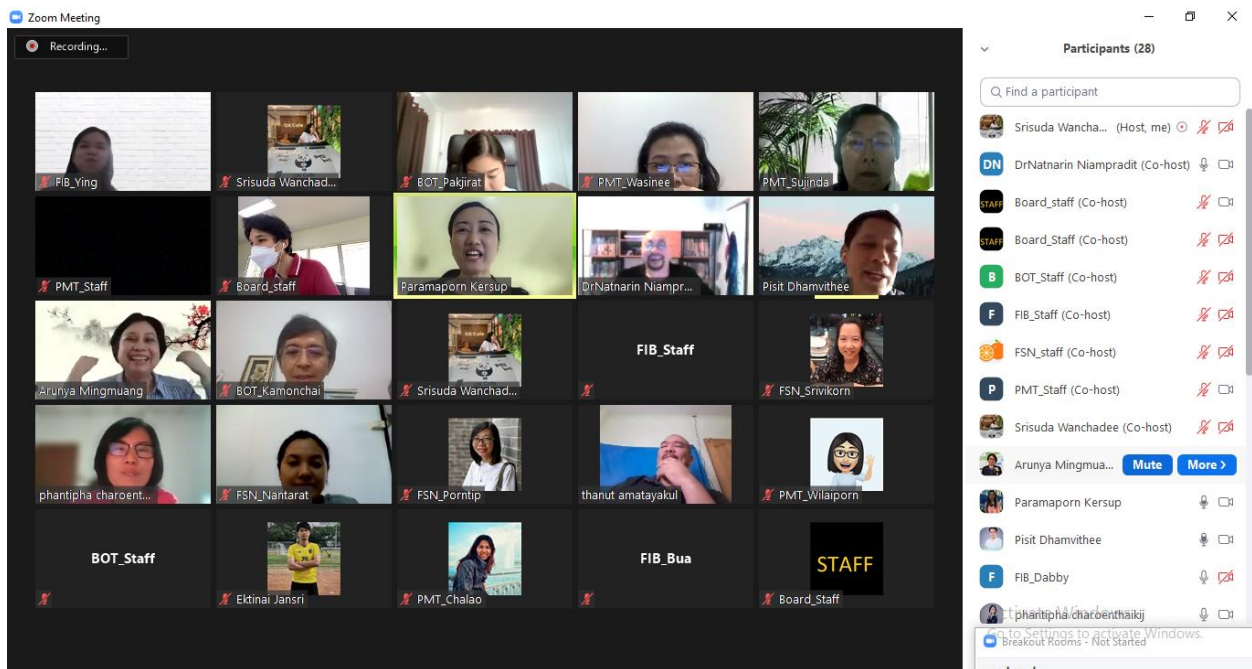 Zoom Meeting
Recording...
FIB_Ying
Srisuda Wanchad...
BOT_Pakjirat
PMT_Wasinee
PMT_Sujinda
PMT_Staff
Board_staff
Paramaporn Kersup
DrNatnarin Niampr...
Pisit Dhamvithee
Arunya Mingmuang
BOT_Kamonchai
Srisuda Wanchad...
FIB_Staff
FSN_Srivikorn
phantipha charoent...
FSN_Nantarat
FSN_Porntip
thanut amatayakul
PMT_Wilaiporn
BOT_Staff
Ektinai Jansri
PMT_Chalao
FIB_Bua
STAFF
Board_Staff
Participants (28)
Find a participant
Srisuda Wancha... (Host, me)
DN DrNatnarin Niampradit (Co-host)
STAFF Board_staff (Co-host)
STAFF Board_Staff (Co-host)
B BOT_Staff (Co-host)
F FIB_Staff (Co-host)
FSN_staff (Co-host)
P PMT_Staff (Co-host)
Srisuda Wanchadee (Co-host)
Arunya Mingmua... Mute More >
Paramaporn Kersup
Pisit Dhamvithee
F FIB_Dabby
Activate Windows
phantipha charoenthaikij
Go to Settings to activate Windows.
Breakout Rooms - Not Started